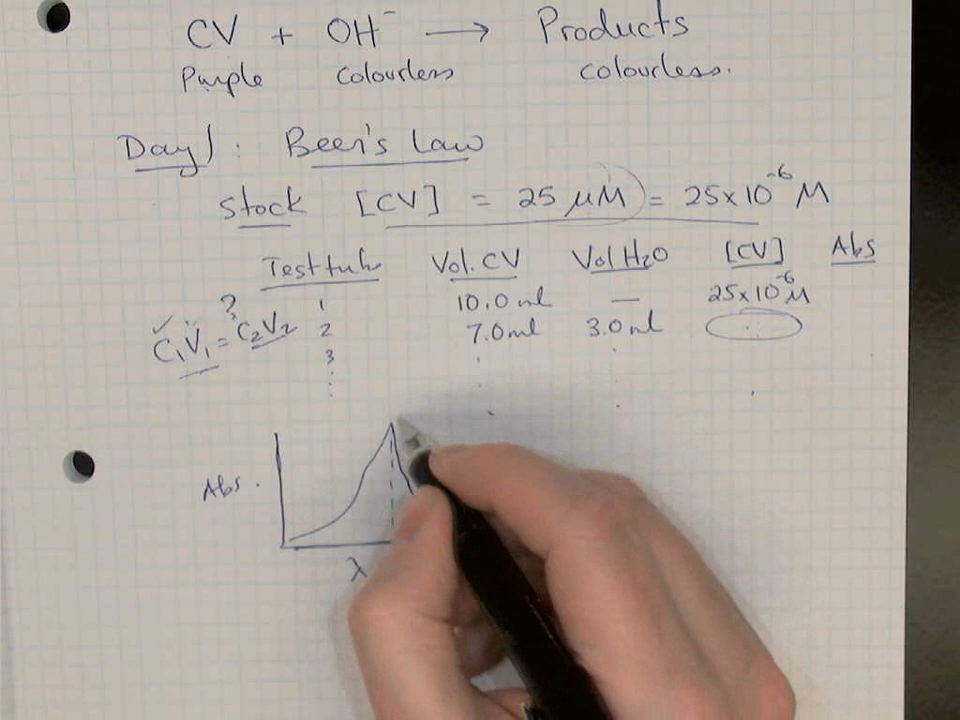 CV + OH⁻ → Products
Purple Colourless colourless.
Day 1 : Beer's Law
Stock [CV] = 25 μM = 25x10⁻⁶ M
Test tube Vol. CV Vol H₂O [CV] Abs
1 10.0 ml — 25x10⁻⁶ M
? 2 7.0 ml 3.0 ml
C₁V₁ = C₂V₂
3
Abs.
λ